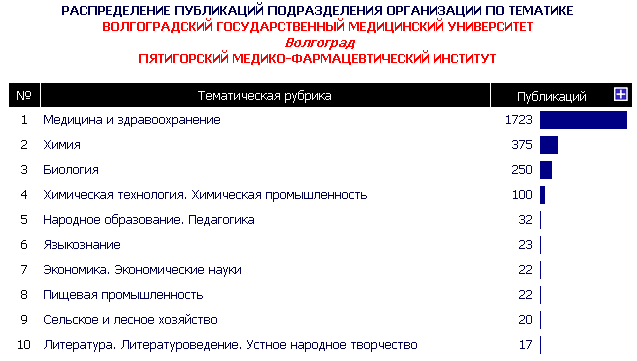 РАСПРЕДЕЛЕНИЕ ПУБЛИКАЦИЙ ПОДРАЗДЕЛЕНИЯ ОРГАНИЗАЦИИ ПО ТЕМАТИКЕ
ВОЛГОГРАДСКИЙ ГОСУДАРСТВЕННЫЙ МЕДИЦИНСКИЙ УНИВЕРСИТЕТ
Волгоград
ПЯТИГОРСКИЙ МЕДИКО-ФАРМАЦЕВТИЧЕСКИЙ ИНСТИТУТ
№ Тематическая рубрика Публикаций
1 Медицина и здравоохранение 1723
2 Химия 375
3 Биология 250
4 Химическая технология. Химическая промышленность 100
5 Народное образование. Педагогика 32
6 Языкознание 23
7 Экономика. Экономические науки 22
8 Пищевая промышленность 22
9 Сельское и лесное хозяйство 20
10 Литература. Литературоведение. Устное народное творчество 17